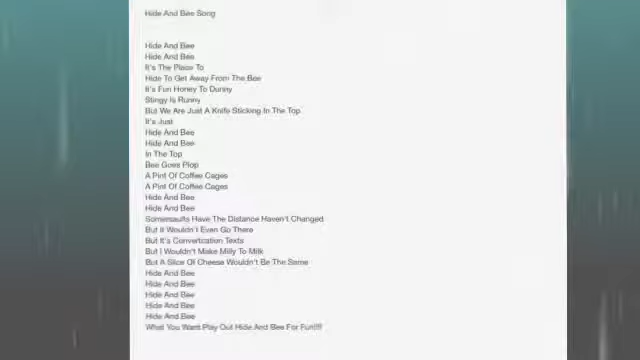 Hide And Bee Song
Hide And Bee
Hide And Bee
It's The Place To
Hide To Get Away From The Bee
It's Fun Honey To Dunny
Stingy Is Runny
But We Are Just A Knife Sticking In The Top
It's Just
Hide And Bee
Hide And Bee
In The Top
Bee Goes Plop
A Pint Of Coffee Cages
A Pint Of Coffee Cages
Hide And Bee
Hide And Bee
Somersaults Have The Distance Haven't Changed
But It Wouldn't Even Go There
But It's Convertication Texts
But I Wouldn't Make Milly To Milk
But A Slice Of Cheese Wouldn't Be The Same
Hide And Bee
Hide And Bee
Hide And Bee
Hide And Bee
Hide And Bee
What You Want Play Out Hide And Bee For Fun!!!!